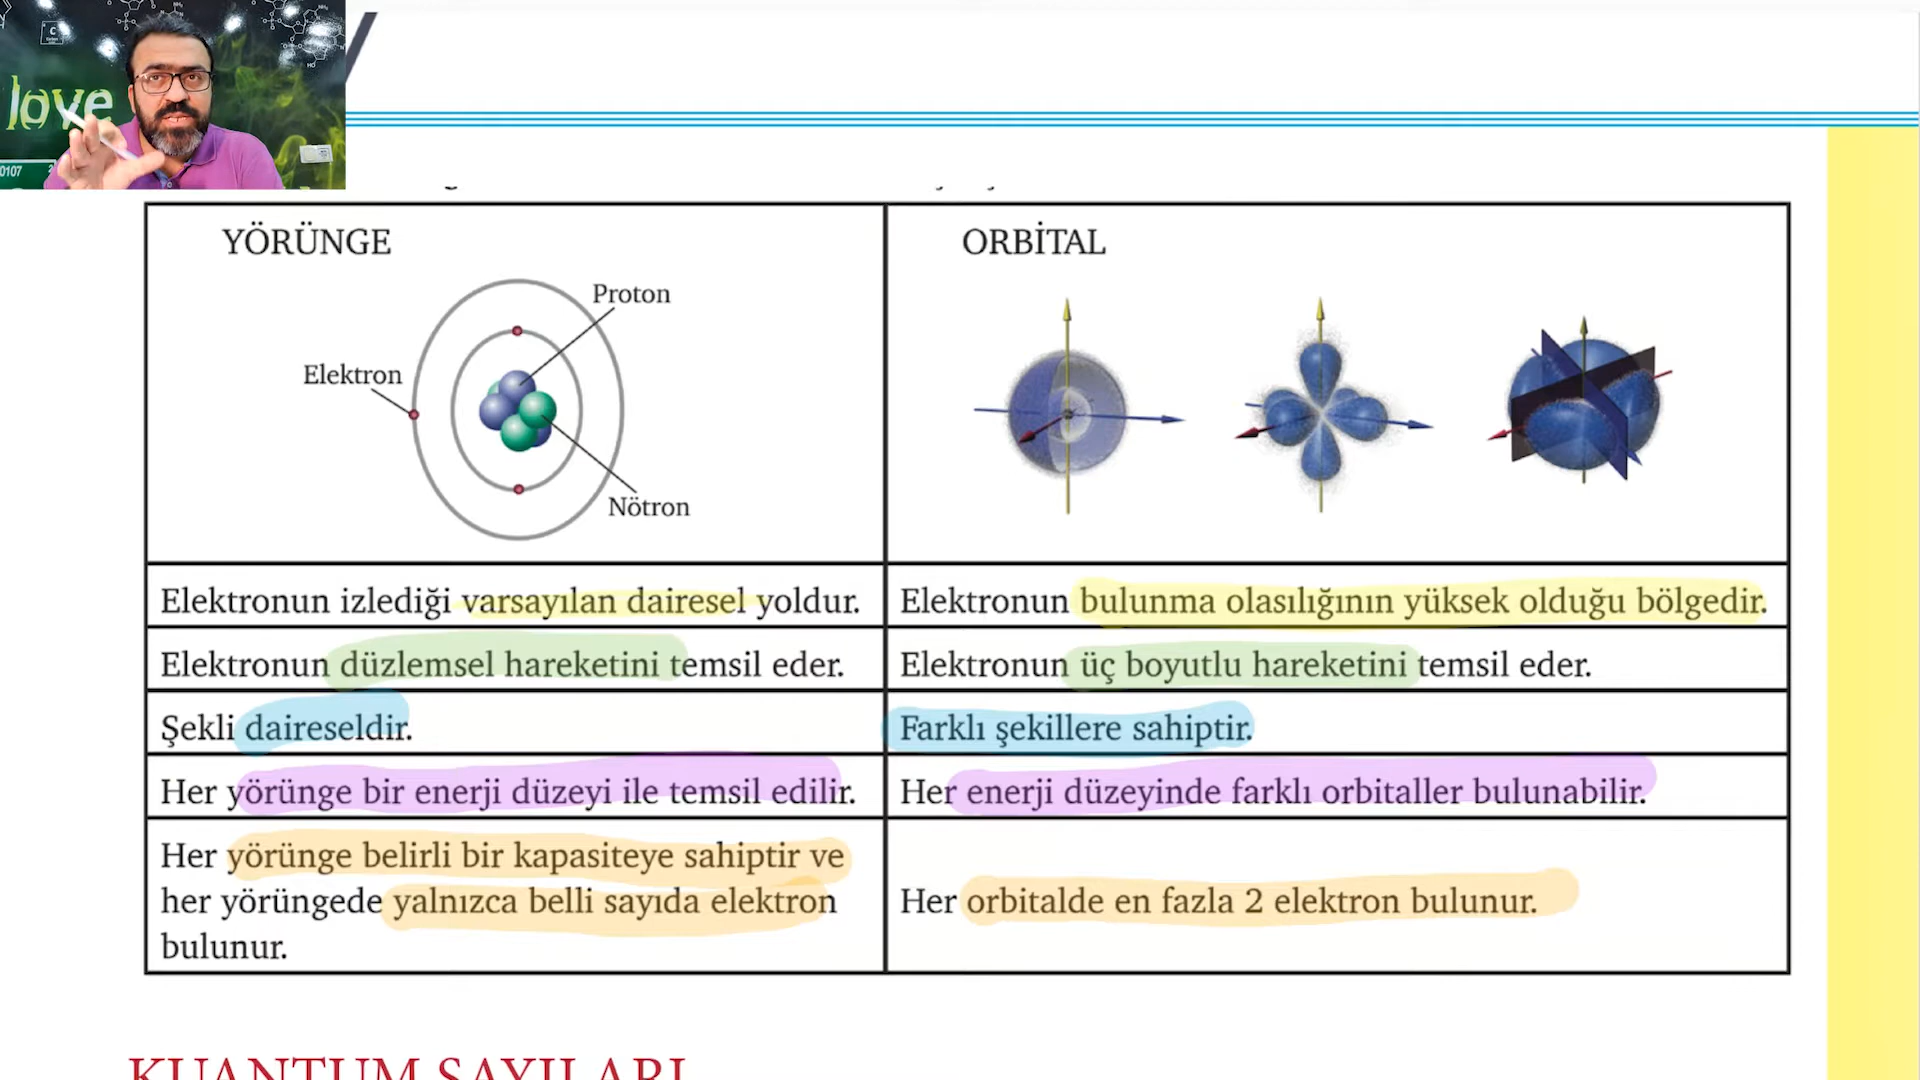 C
love
0107
YÖRÜNGE
Proton
Elektron
Nötron
ORBİTAL
Elektronun izlediği varsayılan dairesel yoldur.
Elektronun bulunma olasılığının yüksek olduğu bölgedir.
Elektronun düzlemsel hareketini temsil eder.
Elektronun üç boyutlu hareketini temsil eder.
Şekli daireseldir.
Farklı şekillere sahiptir.
Her yörünge bir enerji düzeyi ile temsil edilir.
Her enerji düzeyinde farklı orbitaller bulunabilir.
Her yörünge belirli bir kapasiteye sahiptir ve
her yörüngede yalnızca belli sayıda elektron
bulunur.
Her orbitalde en fazla 2 elektron bulunur.
KUANTUM SAYILARI